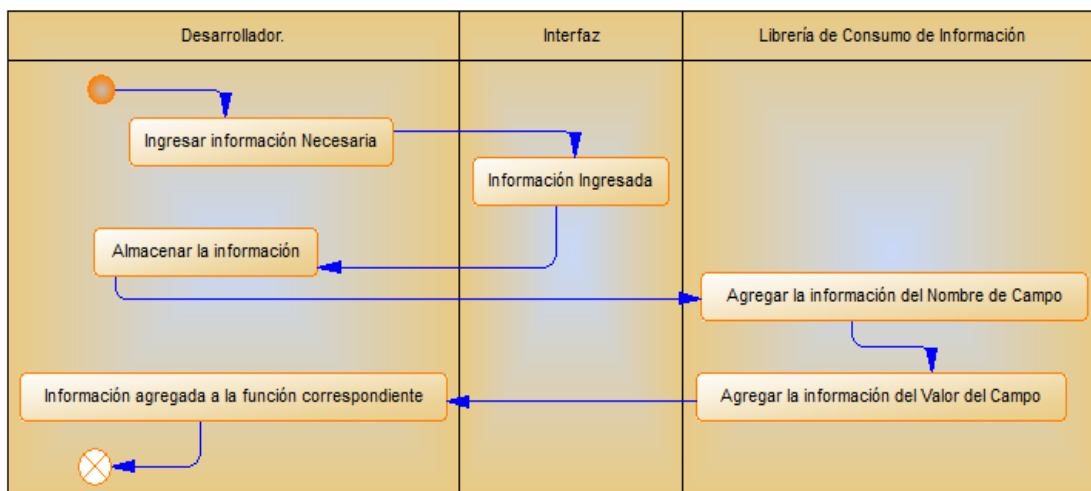 Desarrollador.
Interfaz
Librería de Consumo de Información
Ingresar información Necesaria
Información Ingresada
Almacenar la información
Agregar la información del Nombre de Campo
Agregar la información del Valor del Campo
Información agregada a la función correspondiente